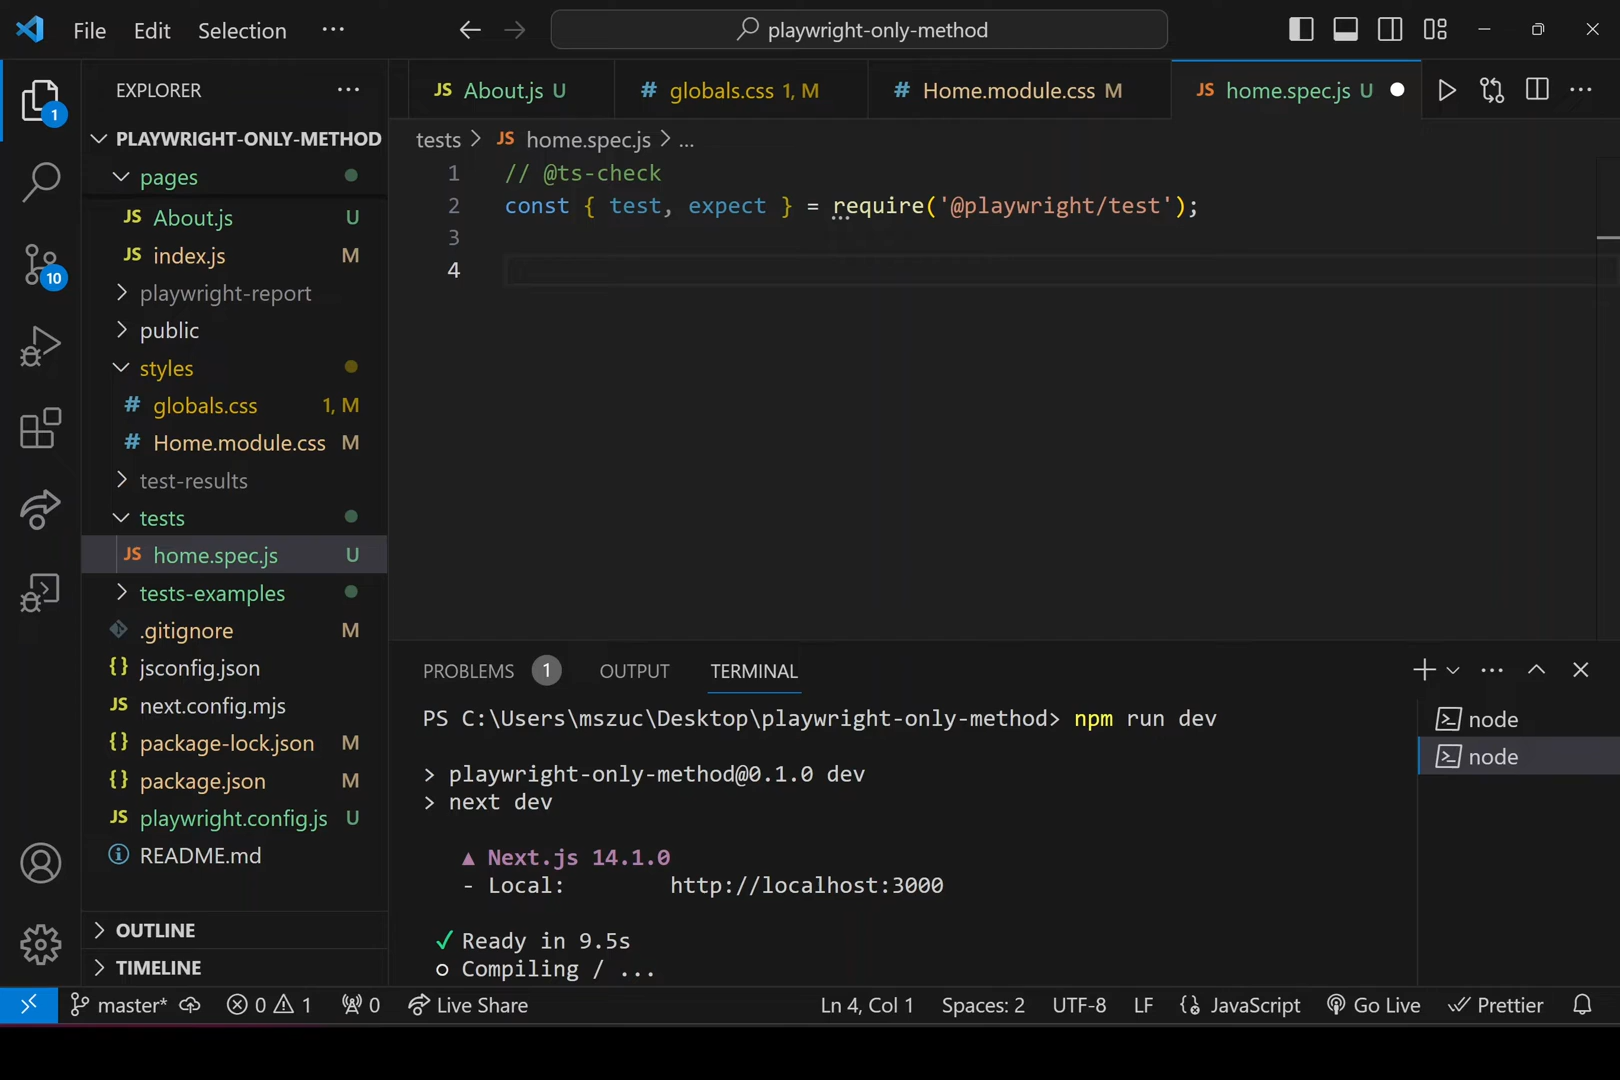 File Edit Selection ··· playwright-only-method
EXPLORER ···
PLAYWRIGHT-ONLY-METHOD
pages
JS About.js U
JS index.js M
playwright-report
public
styles
# globals.css 1, M
# Home.module.css M
test-results
tests
JS home.spec.js U
tests-examples
.gitignore M
{} jsconfig.json
JS next.config.mjs
{} package-lock.json M
{} package.json M
JS playwright.config.js U
README.md
OUTLINE
TIMELINE
1
10
JS About.js U # globals.css 1, M # Home.module.css M JS home.spec.js U ● ···
tests > JS home.spec.js > ...
1 // @ts-check
2 const { test, expect } = require('@playwright/test');
3
4
PROBLEMS 1 OUTPUT TERMINAL + ···
PS C:\Users\mszuc\Desktop\playwright-only-method> npm run dev
> playwright-only-method@0.1.0 dev
> next dev
▲ Next.js 14.1.0
- Local: http://localhost:3000
✓ Ready in 9.5s
○ Compiling / ...
node
node
master* 0 1 0 Live Share Ln 4, Col 1 Spaces: 2 UTF-8 LF JavaScript Go Live Prettier